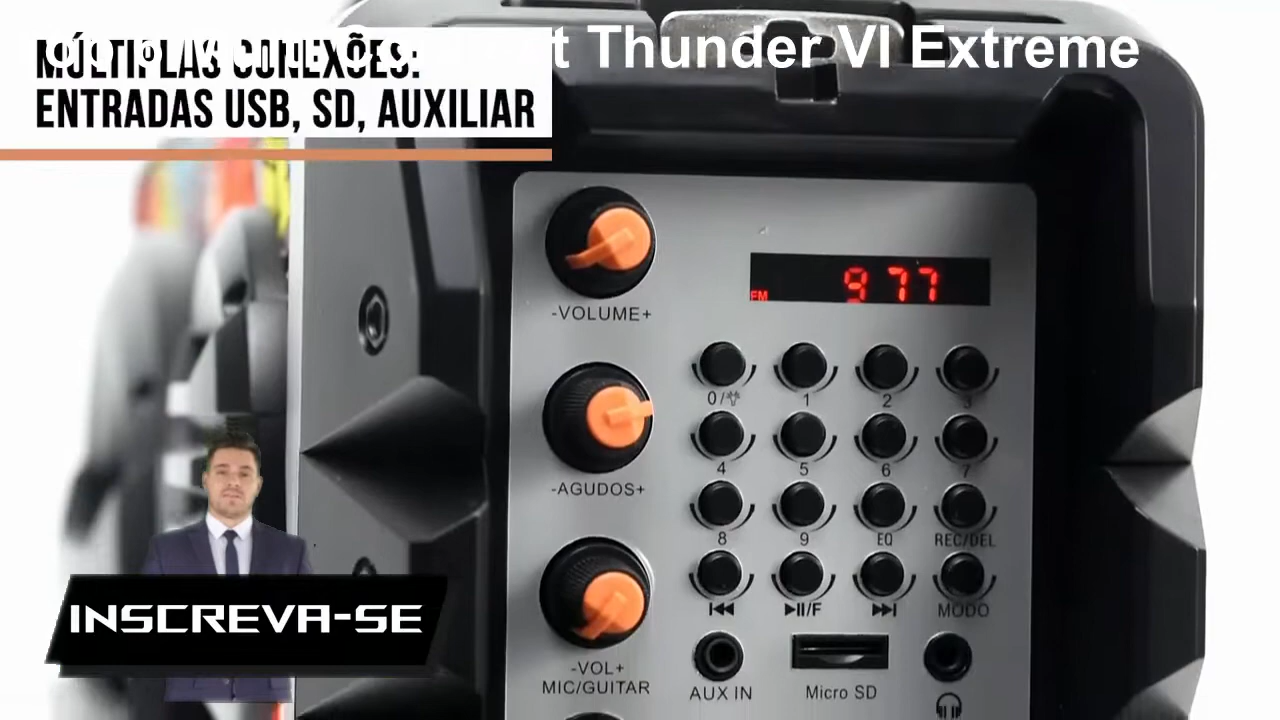 Thunder VI Extreme
MÚLTIPLAS CONEXÕES:
ENTRADAS USB, SD, AUXILIAR
FM 977
-VOLUME+
0/
1
2
3
-AGUDOS+
4
5
6
7
8
9
EQ
REC/DEL
-VOL+
MIC/GUITAR
/F
MODO
AUX IN
Micro SD
INSCREVA-SE